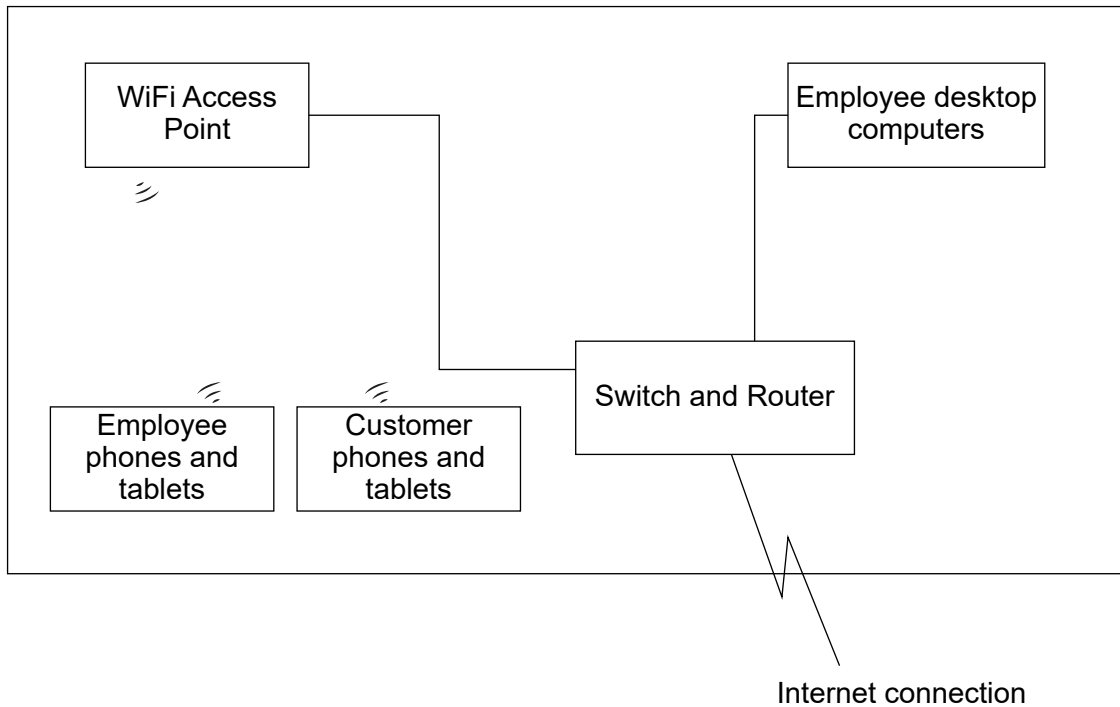 WiFi Access
Point
Employee desktop
computers
Switch and Router
Employee
phones and
tablets
Customer
phones and
tablets
Internet connection